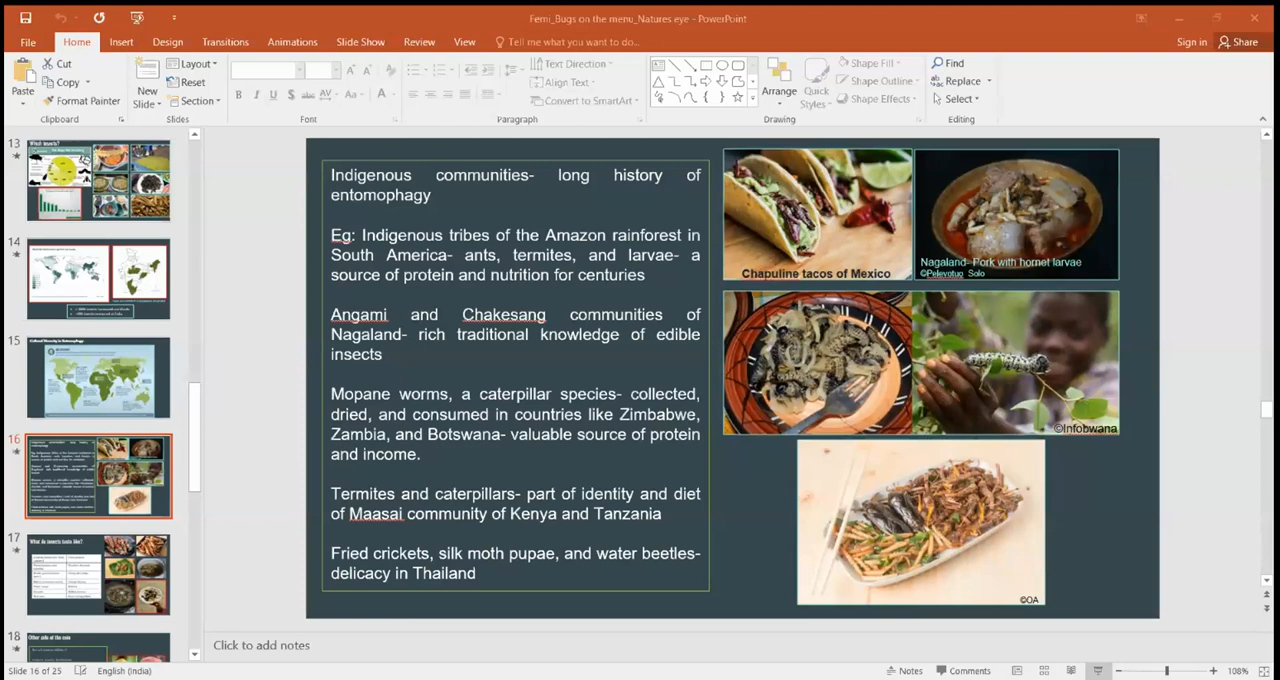 Femi_Bugs on the menu_Natures eye - PowerPoint
File
Home
Insert
Design
Transitions
Animations
Slide Show
Review
View
Tell me what you want to do...
Sign in
Share
Paste
Cut
Copy
Format Painter
Clipboard
New
Slide
Layout
Reset
Section
Slides
B I U S abc AV Aa A
Font
Text Direction
Align Text
Convert to SmartArt
Paragraph
Arrange
Quick
Styles
Shape Fill
Shape Outline
Shape Effects
Drawing
Find
Replace
Select
Editing
13
Which insects?
14
15
16
17
What do insects taste like?
18
Other side of the coin
Indigenous communities- long history of
entomophagy
Eg: Indigenous tribes of the Amazon rainforest in
South America- ants, termites, and larvae- a
source of protein and nutrition for centuries
Angami and Chakesang communities of
Nagaland- rich traditional knowledge of edible
insects
Mopane worms, a caterpillar species- collected,
dried, and consumed in countries like Zimbabwe,
Zambia, and Botswana- valuable source of protein
and income.
Termites and caterpillars- part of identity and diet
of Maasai community of Kenya and Tanzania
Fried crickets, silk moth pupae, and water beetles-
delicacy in Thailand
Chapuline tacos of Mexico
Nagaland- Pork with hornet larvae
©Pelevotuo Solo
©Infobwana
©OA
Click to add notes
Slide 16 of 25
English (India)
Notes
Comments
108%